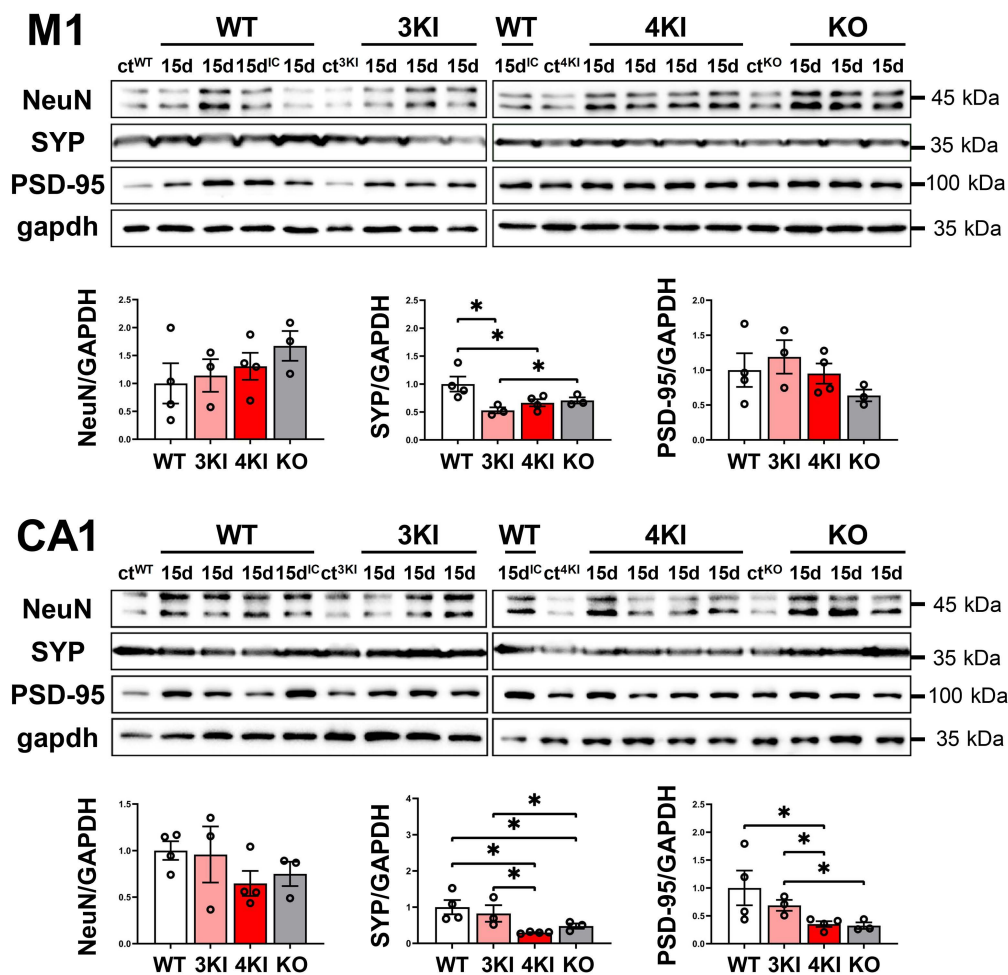 M1
WT 3KI WT 4KI KO
ct^WT 15d 15d 15d^IC 15d ct^3KI 15d 15d 15d 15d^IC ct^4KI 15d 15d 15d 15d ct^KO 15d 15d 15d
NeuN 45 kDa
SYP 35 kDa
PSD-95 100 kDa
gapdh 35 kDa
NeuN/GAPDH
2.5
2.0
1.5
1.0
0.5
0.0
WT 3KI 4KI KO
SYP/GAPDH
2.5
2.0
1.5
1.0
0.5
0.0
* * *
WT 3KI 4KI KO
PSD-95/GAPDH
2.5
2.0
1.5
1.0
0.5
0.0
WT 3KI 4KI KO
CA1
WT 3KI WT 4KI KO
ct^WT 15d 15d 15d 15d^IC ct^3KI 15d 15d 15d 15d^IC ct^4KI 15d 15d 15d 15d ct^KO 15d 15d 15d
NeuN 45 kDa
SYP 35 kDa
PSD-95 100 kDa
gapdh 35 kDa
NeuN/GAPDH
1.5
1.0
0.5
0.0
WT 3KI 4KI KO
SYP/GAPDH
4
3
2
1
0
* * * *
WT 3KI 4KI KO
PSD-95/GAPDH
2.5
2.0
1.5
1.0
0.5
0.0
* * *
WT 3KI 4KI KO